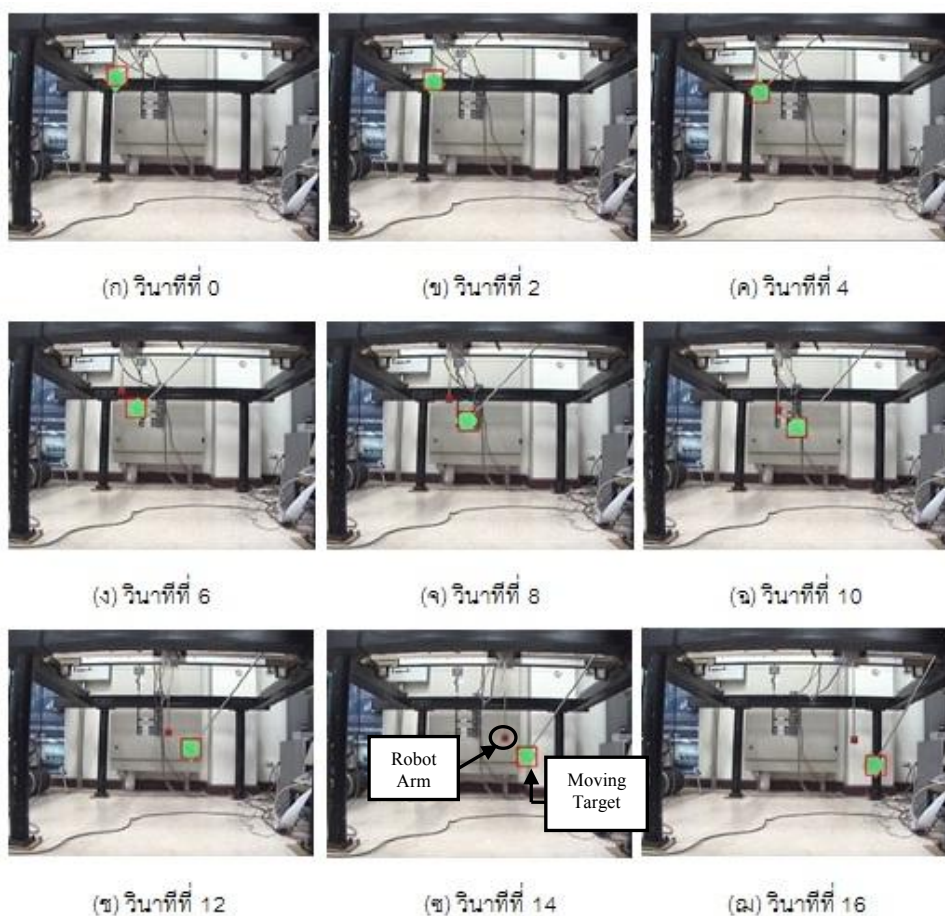 (ก) วินาทีที่ 0
(ข) วินาทีที่ 2
(ค) วินาทีที่ 4
(ง) วินาทีที่ 6
(จ) วินาทีที่ 8
(ฉ) วินาทีที่ 10
(ช) วินาทีที่ 12
Robot
Arm
Moving
Target
(ซ) วินาทีที่ 14
(ฌ) วินาทีที่ 16